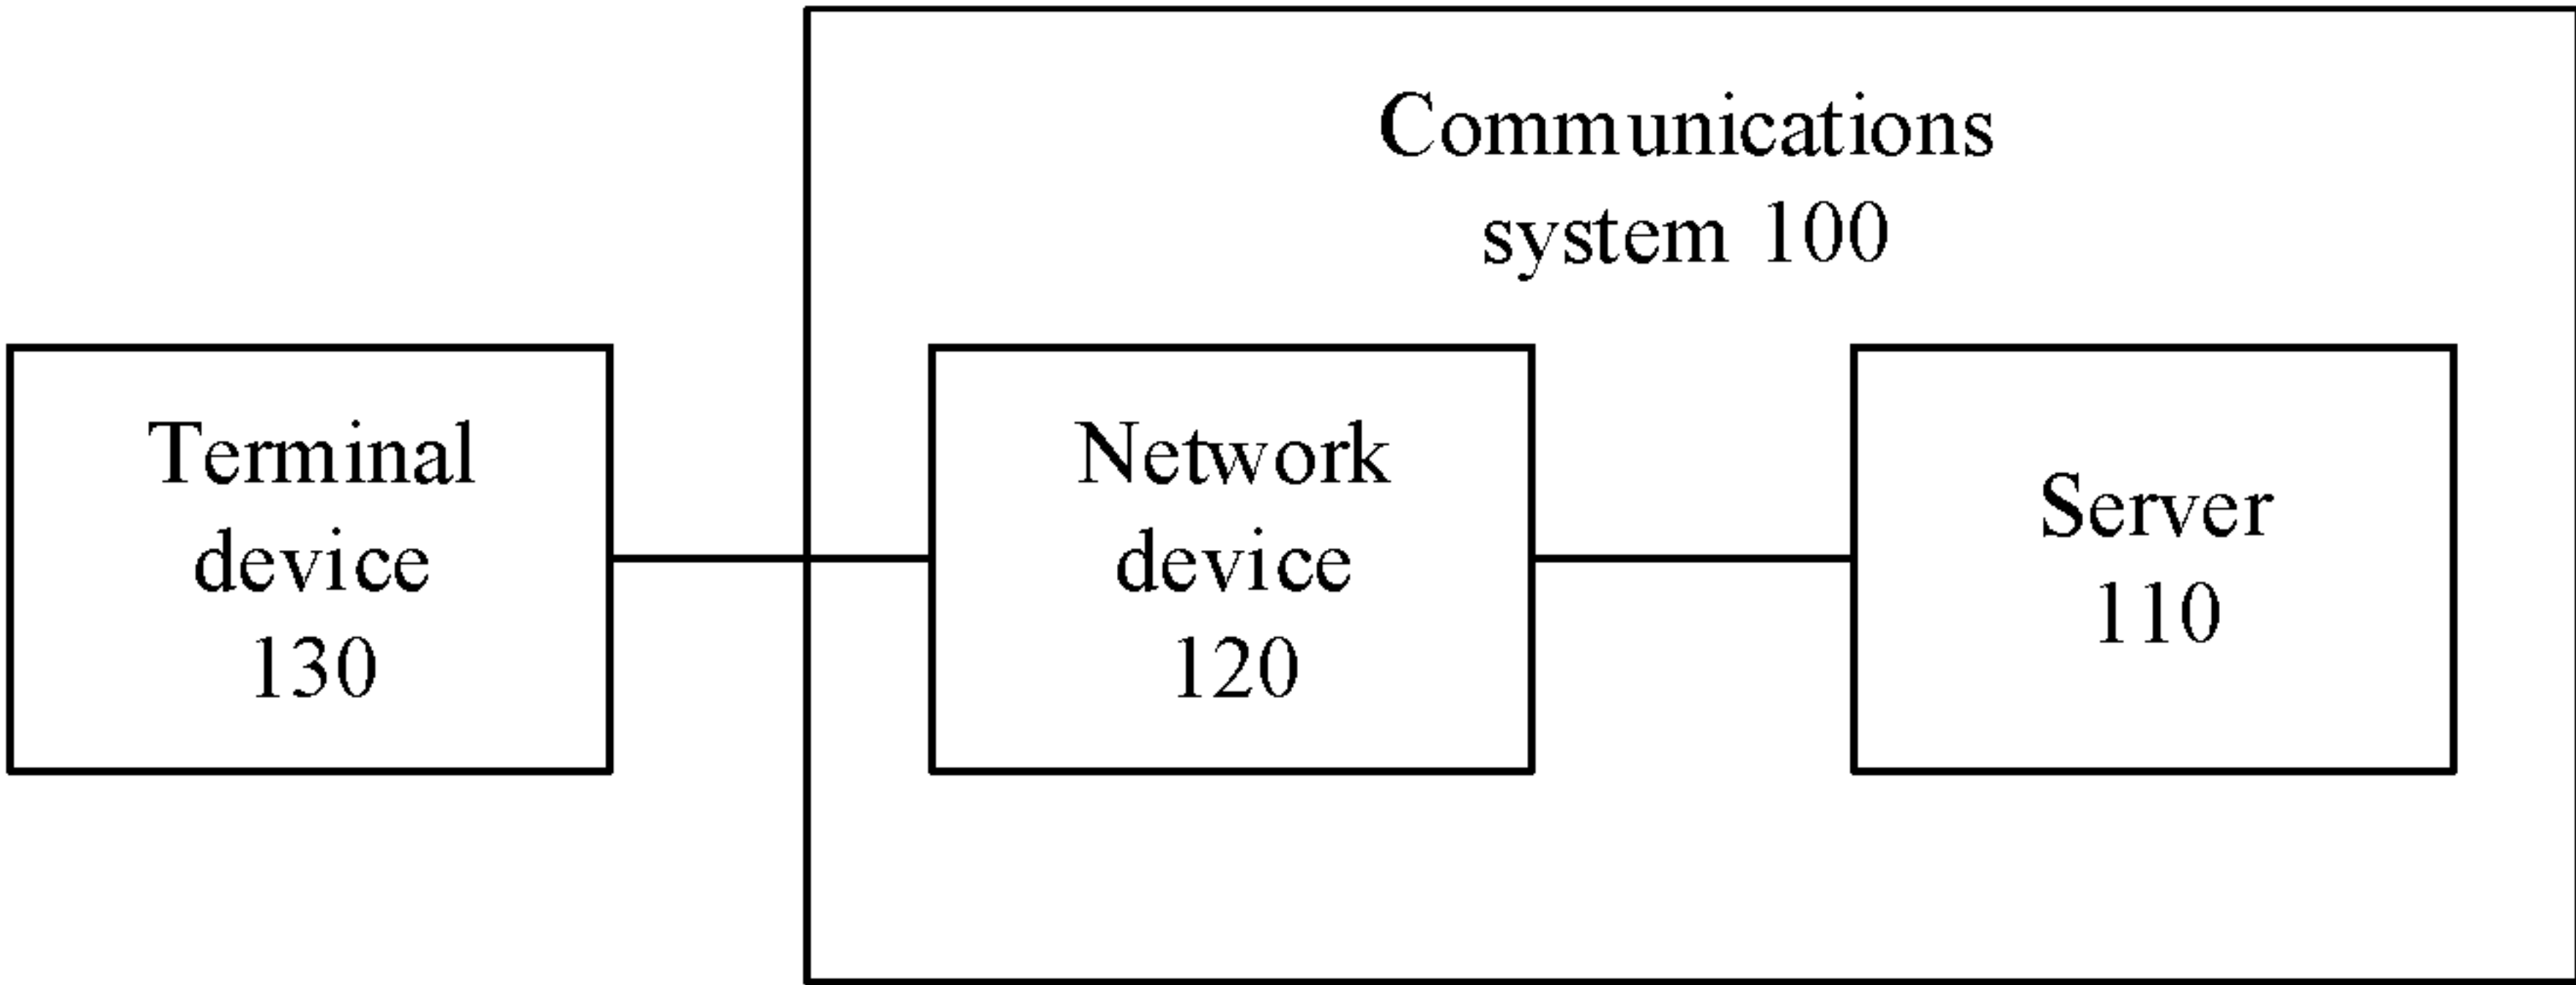 Communications
system 100
Terminal
device
130
Network
device
120
Server
110